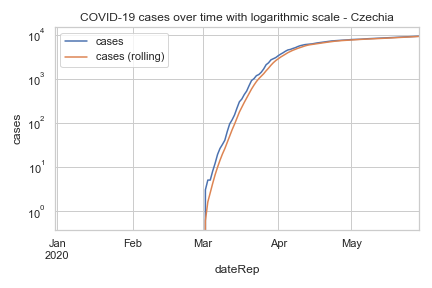 COVID-19 cases over time with logarithmic scale - Czechia
cases
cases (rolling)
10⁴
10³
10²
10¹
10⁰
cases
Jan
2020
Feb
Mar
Apr
May
dateRep